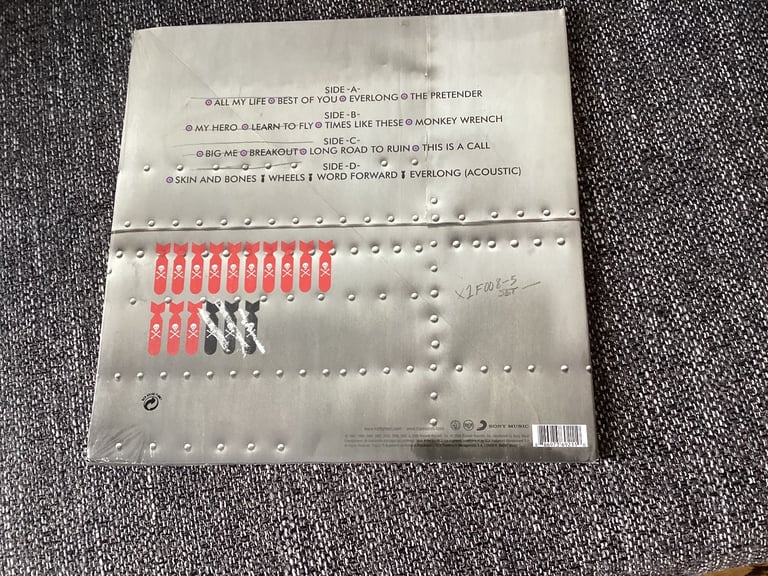 SIDE -A-
ALL MY LIFE BEST OF YOU EVERLONG THE PRETENDER
SIDE -B-
MY HERO LEARN TO FLY TIMES LIKE THESE MONKEY WRENCH
SIDE -C-
BIG ME BREAKOUT LONG ROAD TO RUIN THIS IS A CALL
SIDE -D-
SKIN AND BONES WHEELS WORD FORWARD EVERLONG (ACOUSTIC)
X2F008-5
SONY MUSIC